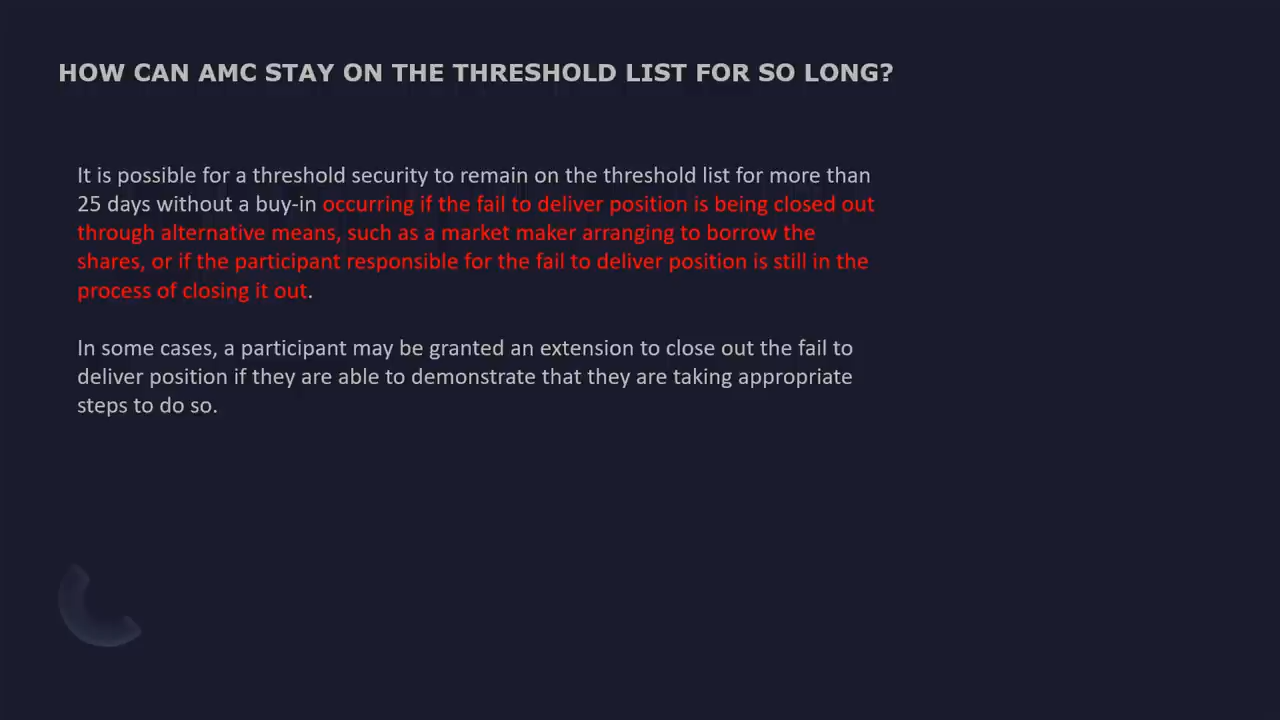 HOW CAN AMC STAY ON THE THRESHOLD LIST FOR SO LONG?
It is possible for a threshold security to remain on the threshold list for more than
25 days without a buy-in occurring if the fail to deliver position is being closed out
through alternative means, such as a market maker arranging to borrow the
shares, or if the participant responsible for the fail to deliver position is still in the
process of closing it out.
In some cases, a participant may be granted an extension to close out the fail to
deliver position if they are able to demonstrate that they are taking appropriate
steps to do so.